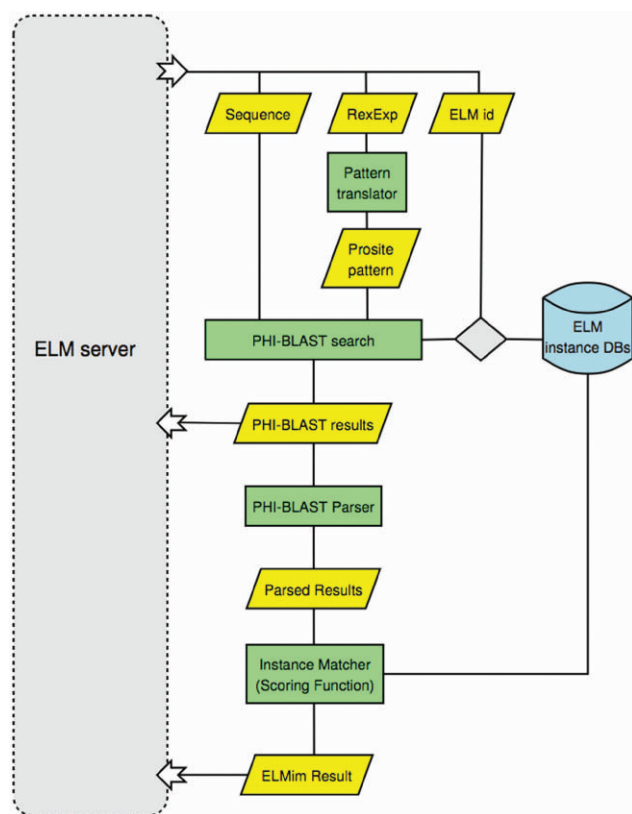 Sequence
RexExp
ELM id
Pattern
translator
Prosite
pattern
ELM server
PHI-BLAST search
ELM
instance DBs
PHI-BLAST results
PHI-BLAST Parser
Parsed Results
Instance Matcher
(Scoring Function)
ELMim Result